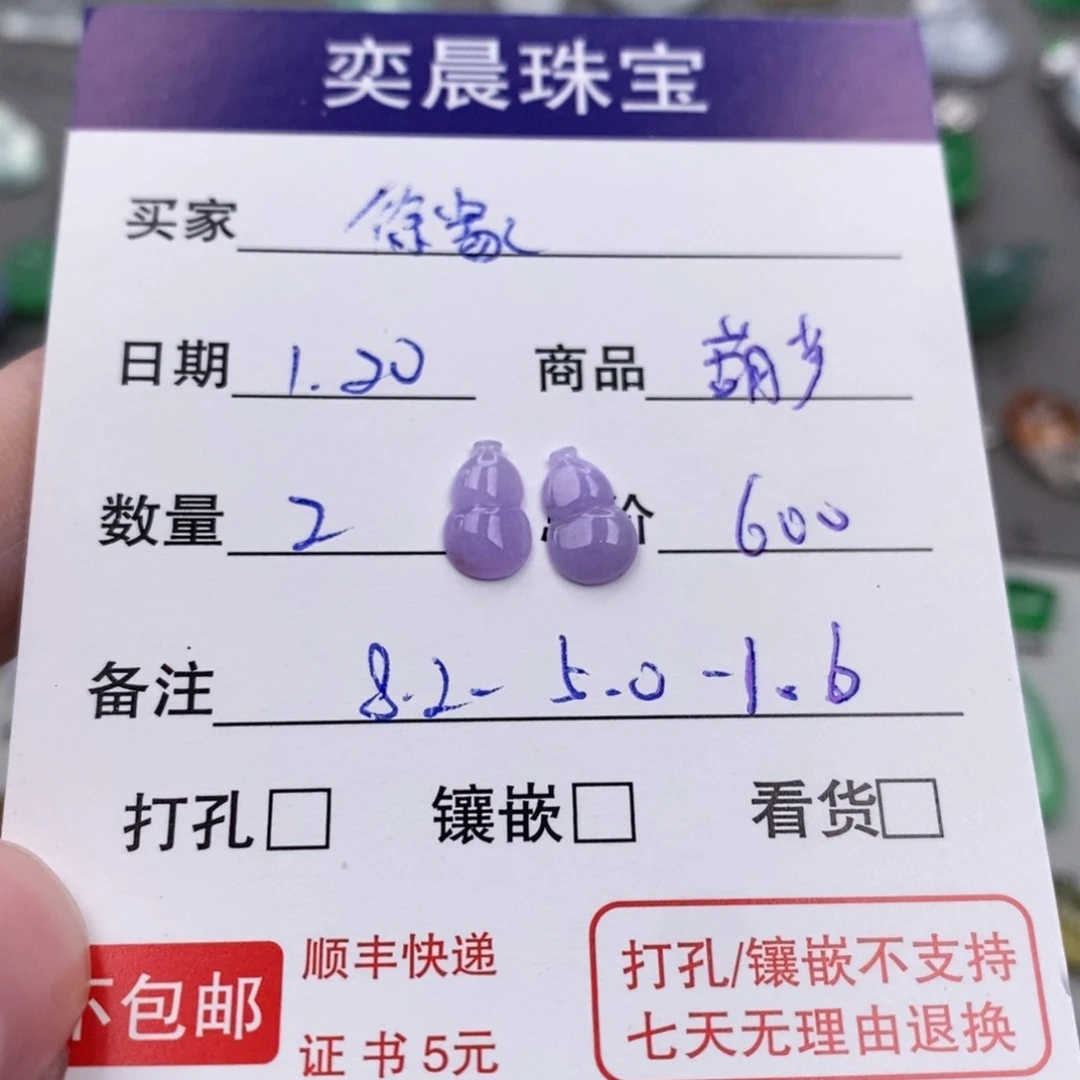 奕晨珠宝
买家 徐
日期 1.20 商品 葫芦
数量 2 价 600
备注 8.2-5.0-1.6
打孔 镶嵌 看货
不包邮 顺丰快递
证书5元
打孔/镶嵌不支持
七天无理由退换